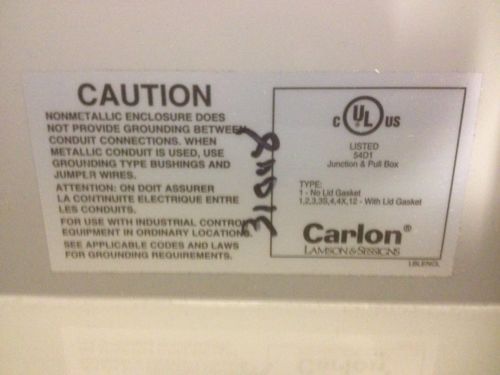 CAUTION
NONMETALLIC ENCLOSURE DOES
NOT PROVIDE GROUNDING BETWEEN
CONDUIT CONNECTIONS. WHEN
METALLIC CONDUIT IS USED, USE
GROUNDING TYPE BUSHINGS AND
JUMPER WIRES.
ATTENTION: ON DOIT ASSURER
LA CONTINUITE ELECTRIQUE ENTRE
LES CONDUITS.
FOR USE WITH INDUSTRIAL CONTROL
EQUIPMENT IN ORDINARY LOCATIONS.
SEE APPLICABLE CODES AND LAWS
FOR GROUNDING REQUIREMENTS.
C UL US
LISTED
54D1
Junction & Pull Box
TYPE:
1 - No Lid Gasket
1,2,3,3S,4,4X,12 - With Lid Gasket
Carlon®
LAMSON & SESSIONS
LBLENCL